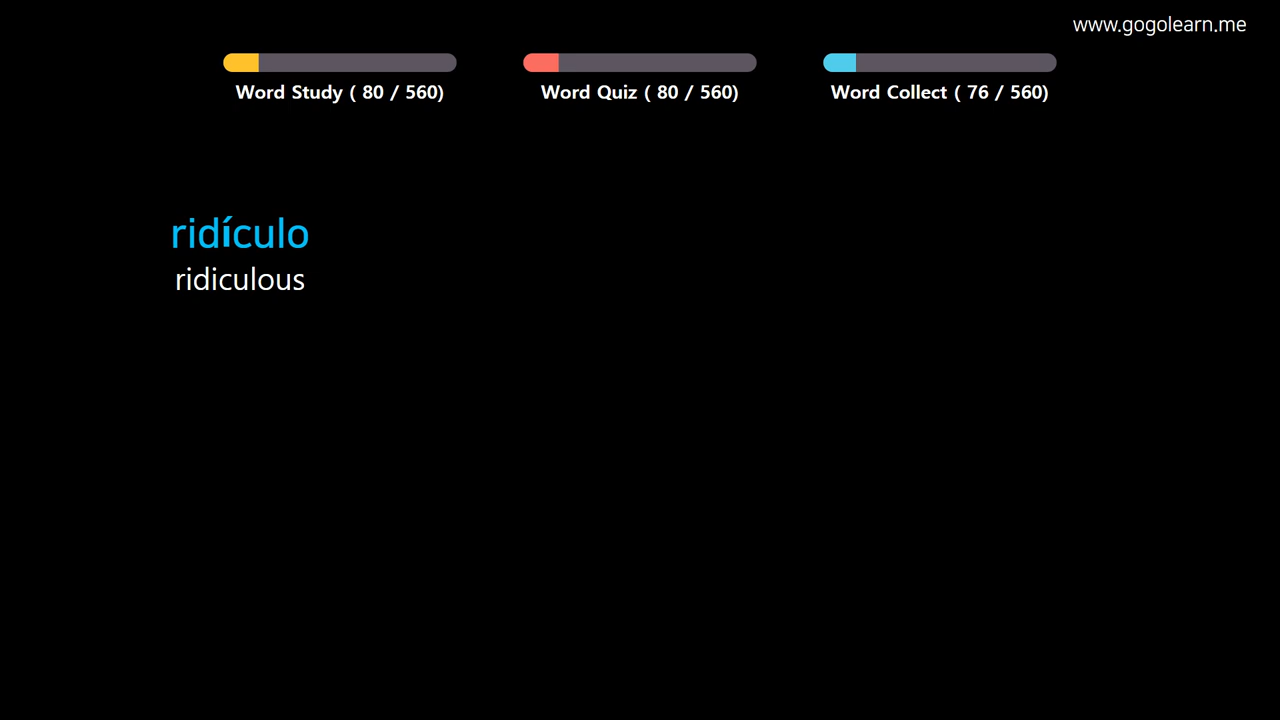 www.gogolearn.me
Word Study ( 80 / 560)
Word Quiz ( 80 / 560)
Word Collect ( 76 / 560)
ridículo
ridiculous